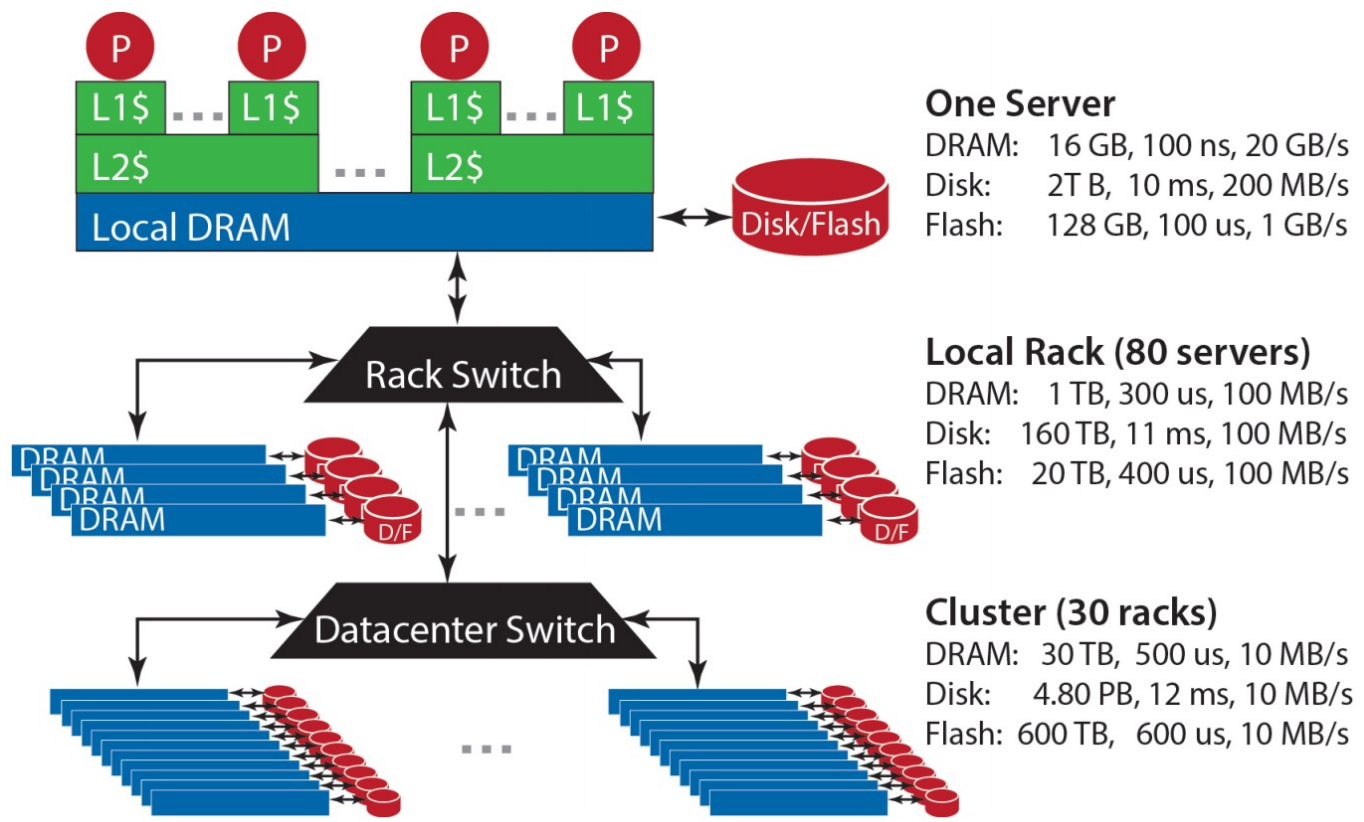 P P P P
L1$ L1$ L1$ L1$
L2$ L2$
Local DRAM
Disk/Flash
One Server
DRAM: 16 GB, 100 ns, 20 GB/s
Disk: 2T B, 10 ms, 200 MB/s
Flash: 128 GB, 100 us, 1 GB/s
Rack Switch
DRAM DRAM
DRAM DRAM
DRAM DRAM
DRAM DRAM
D/F D/F
Local Rack (80 servers)
DRAM: 1 TB, 300 us, 100 MB/s
Disk: 160 TB, 11 ms, 100 MB/s
Flash: 20 TB, 400 us, 100 MB/s
Datacenter Switch
Cluster (30 racks)
DRAM: 30 TB, 500 us, 10 MB/s
Disk: 4.80 PB, 12 ms, 10 MB/s
Flash: 600 TB, 600 us, 10 MB/s